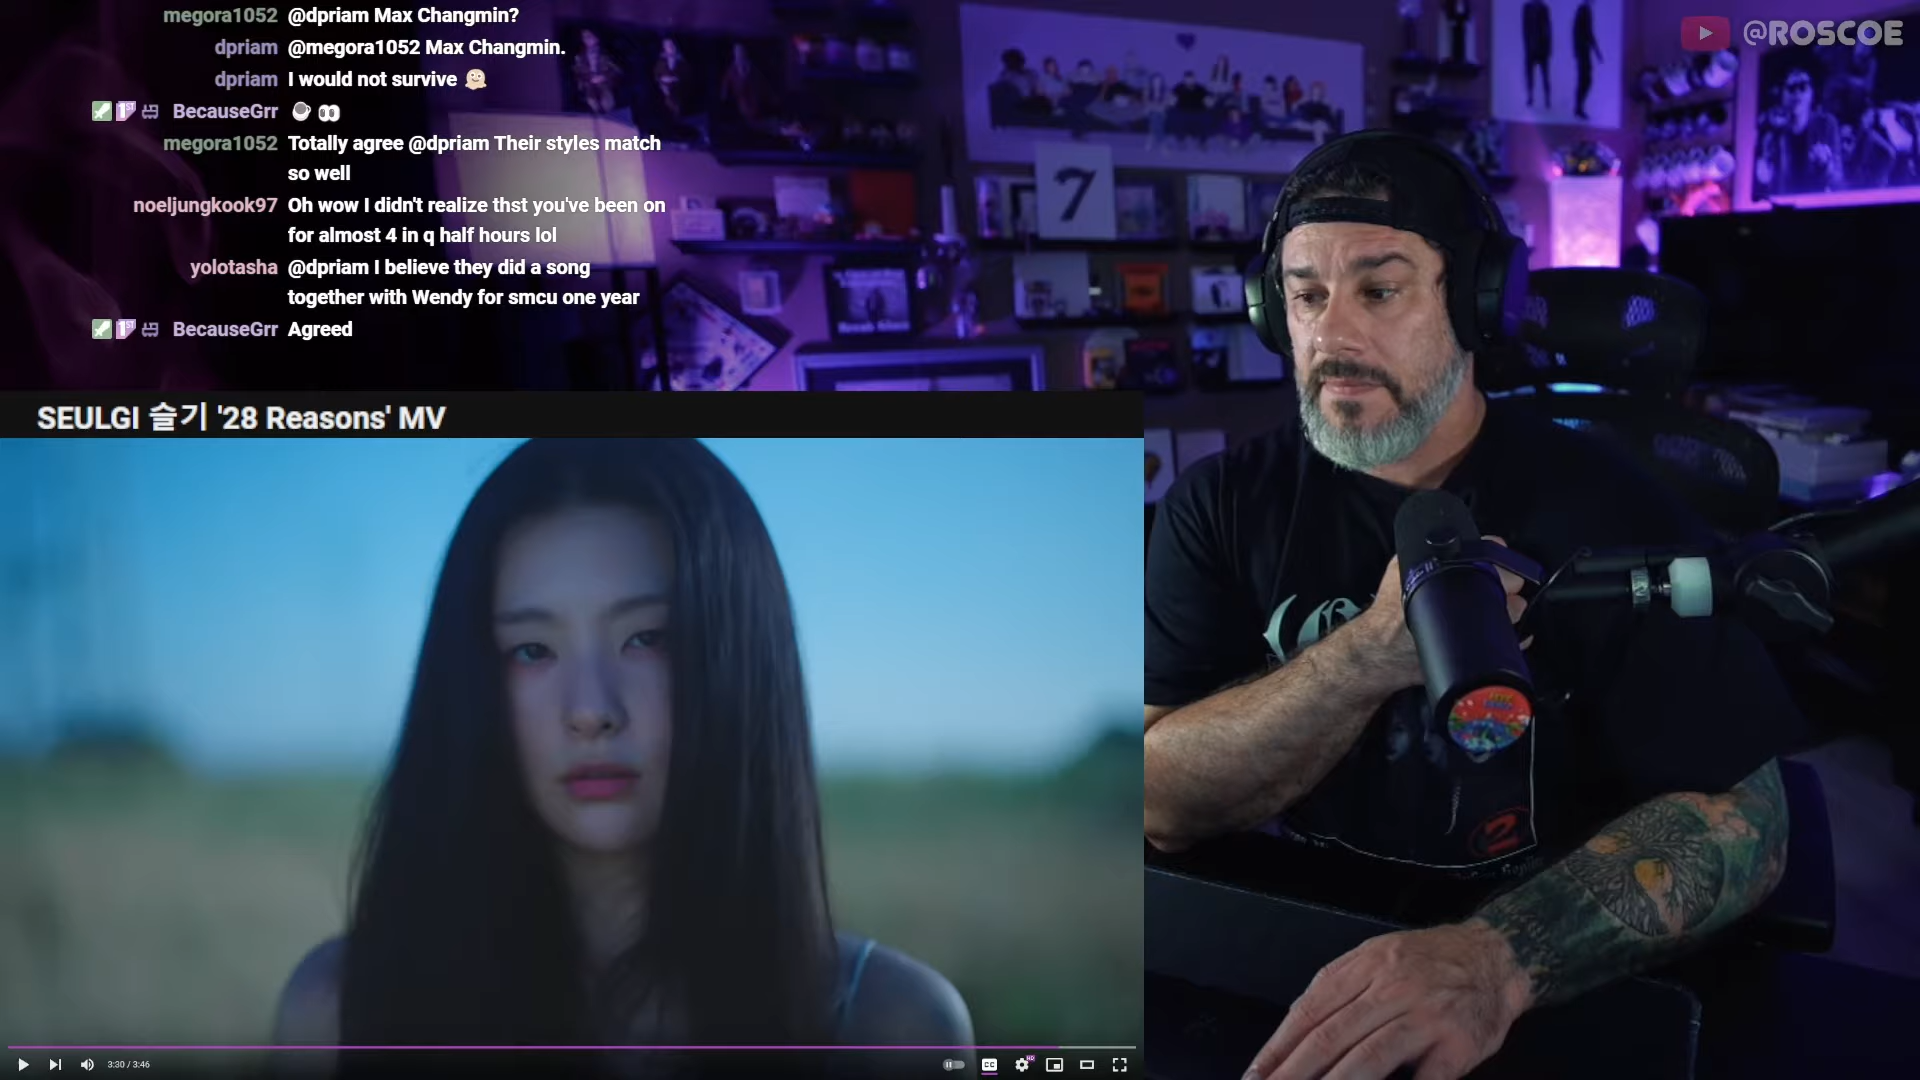 megora1052 @dpriam Max Changmin?
dpriam @megora1052 Max Changmin.
dpriam I would not survive
BecauseGrr
megora1052 Totally agree @dpriam Their styles match
so well
noeljungkook97 Oh wow I didn't realize thst you've been on
for almost 4 in q half hours lol
yolotasha @dpriam I believe they did a song
together with Wendy for smcu one year
BecauseGrr Agreed
@ROSCOE
7
SEULGI 슬기 '28 Reasons' MV
3:30 / 3:46
CC
HD